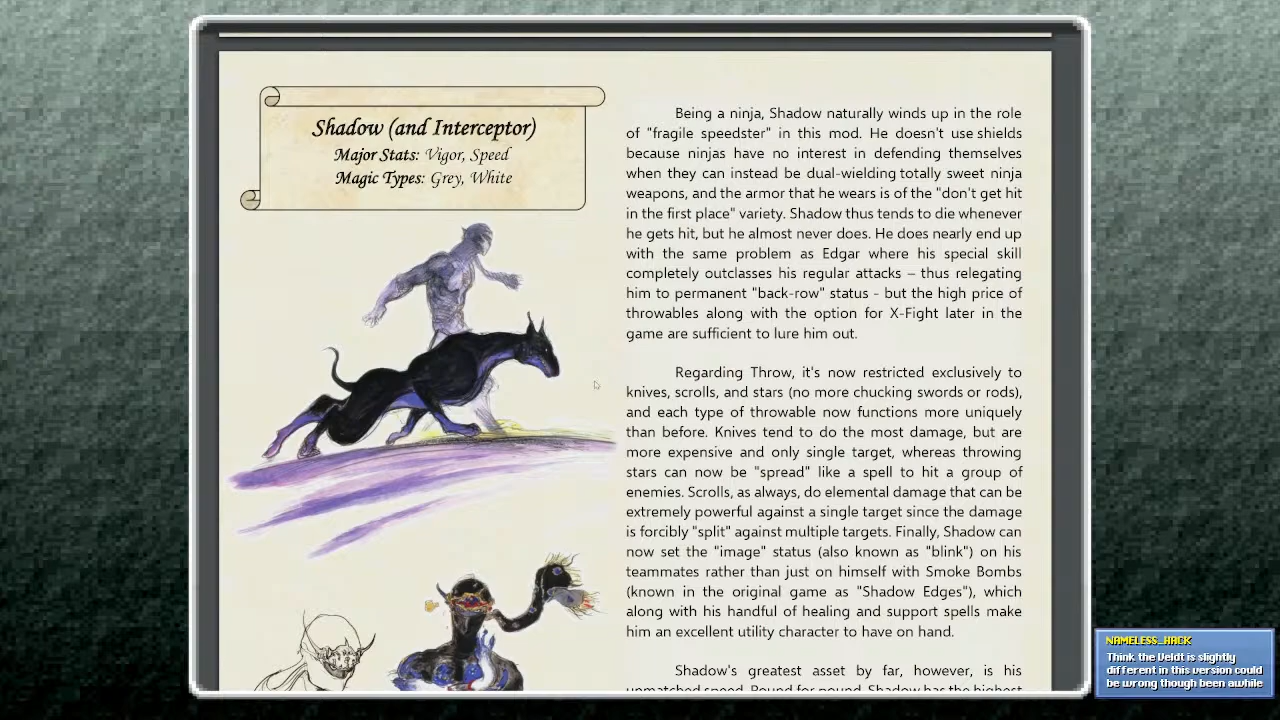 Shadow (and Interceptor)
Major Stats: Vigor, Speed
Magic Types: Grey, White
Being a ninja, Shadow naturally winds up in the role
of "fragile speedster" in this mod. He doesn't use shields
because ninjas have no interest in defending themselves
when they can instead be dual-wielding totally sweet ninja
weapons, and the armor that he wears is of the "don't get hit
in the first place" variety. Shadow thus tends to die whenever
he gets hit, but he almost never does. He does nearly end up
with the same problem as Edgar where his special skill
completely outclasses his regular attacks – thus relegating
him to permanent "back-row" status - but the high price of
throwables along with the option for X-Fight later in the
game are sufficient to lure him out.
Regarding Throw, it's now restricted exclusively to
knives, scrolls, and stars (no more chucking swords or rods),
and each type of throwable now functions more uniquely
than before. Knives tend to do the most damage, but are
more expensive and only single target, whereas throwing
stars can now be "spread" like a spell to hit a group of
enemies. Scrolls, as always, do elemental damage that can be
extremely powerful against a single target since the damage
is forcibly "split" against multiple targets. Finally, Shadow can
now set the "image" status (also known as "blink") on his
teammates rather than just on himself with Smoke Bombs
(known in the original game as "Shadow Edges"), which
along with his handful of healing and support spells make
him an excellent utility character to have on hand.
Shadow's greatest asset by far, however, is his
unmatched speed. Pound for pound, Shadow has the highest
NAMELESS_HACK
Think the Veldt is slightly
different in this version could
be wrong though been awhile